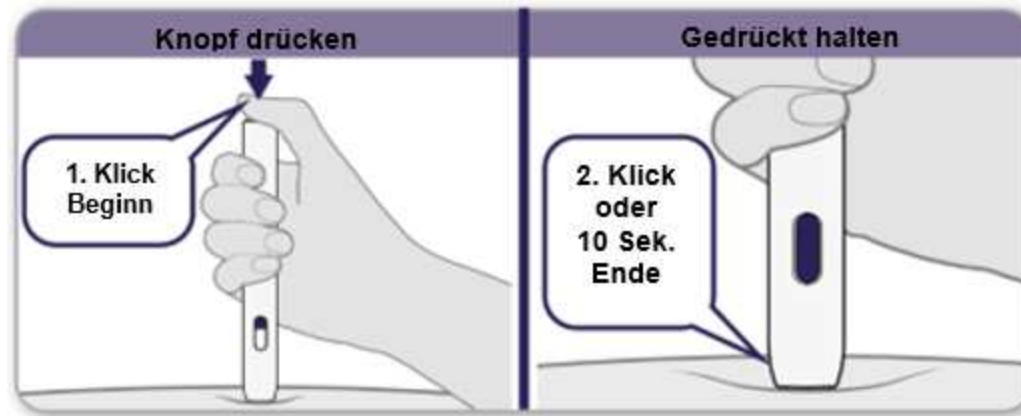 Knopf drücken
1. Klick
Beginn
Gedrückt halten
2. Klick
oder
10 Sek.
Ende